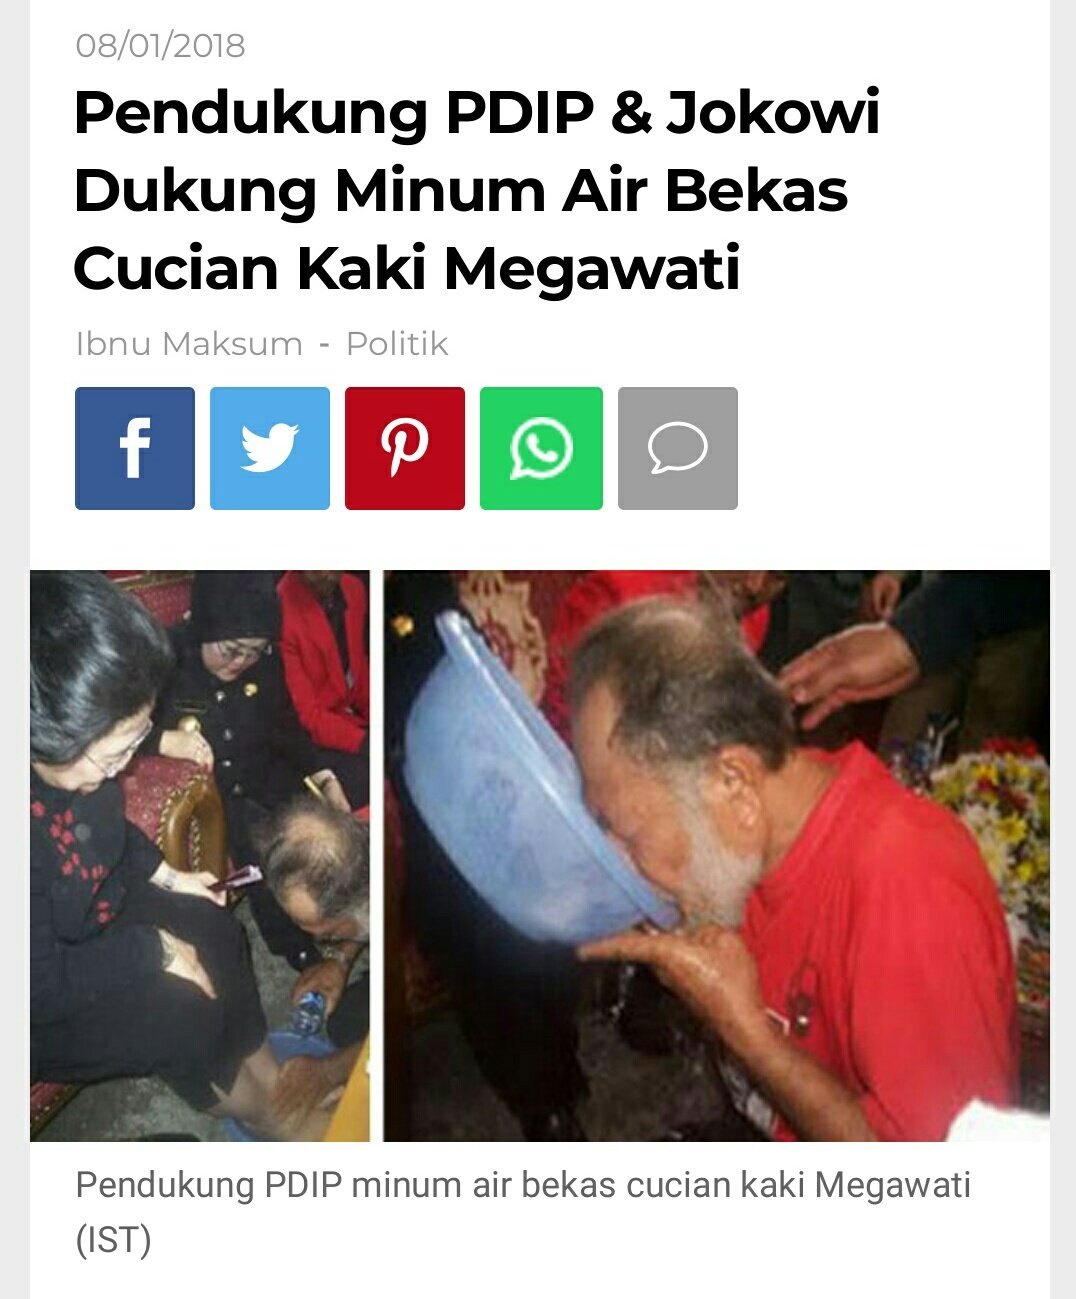 08/01/2018
Pendukung PDIP & Jokowi
Dukung Minum Air Bekas
Cucian Kaki Megawati
Ibnu Maksum - Politik
Pendukung PDIP minum air bekas cucian kaki Megawati
(IST)